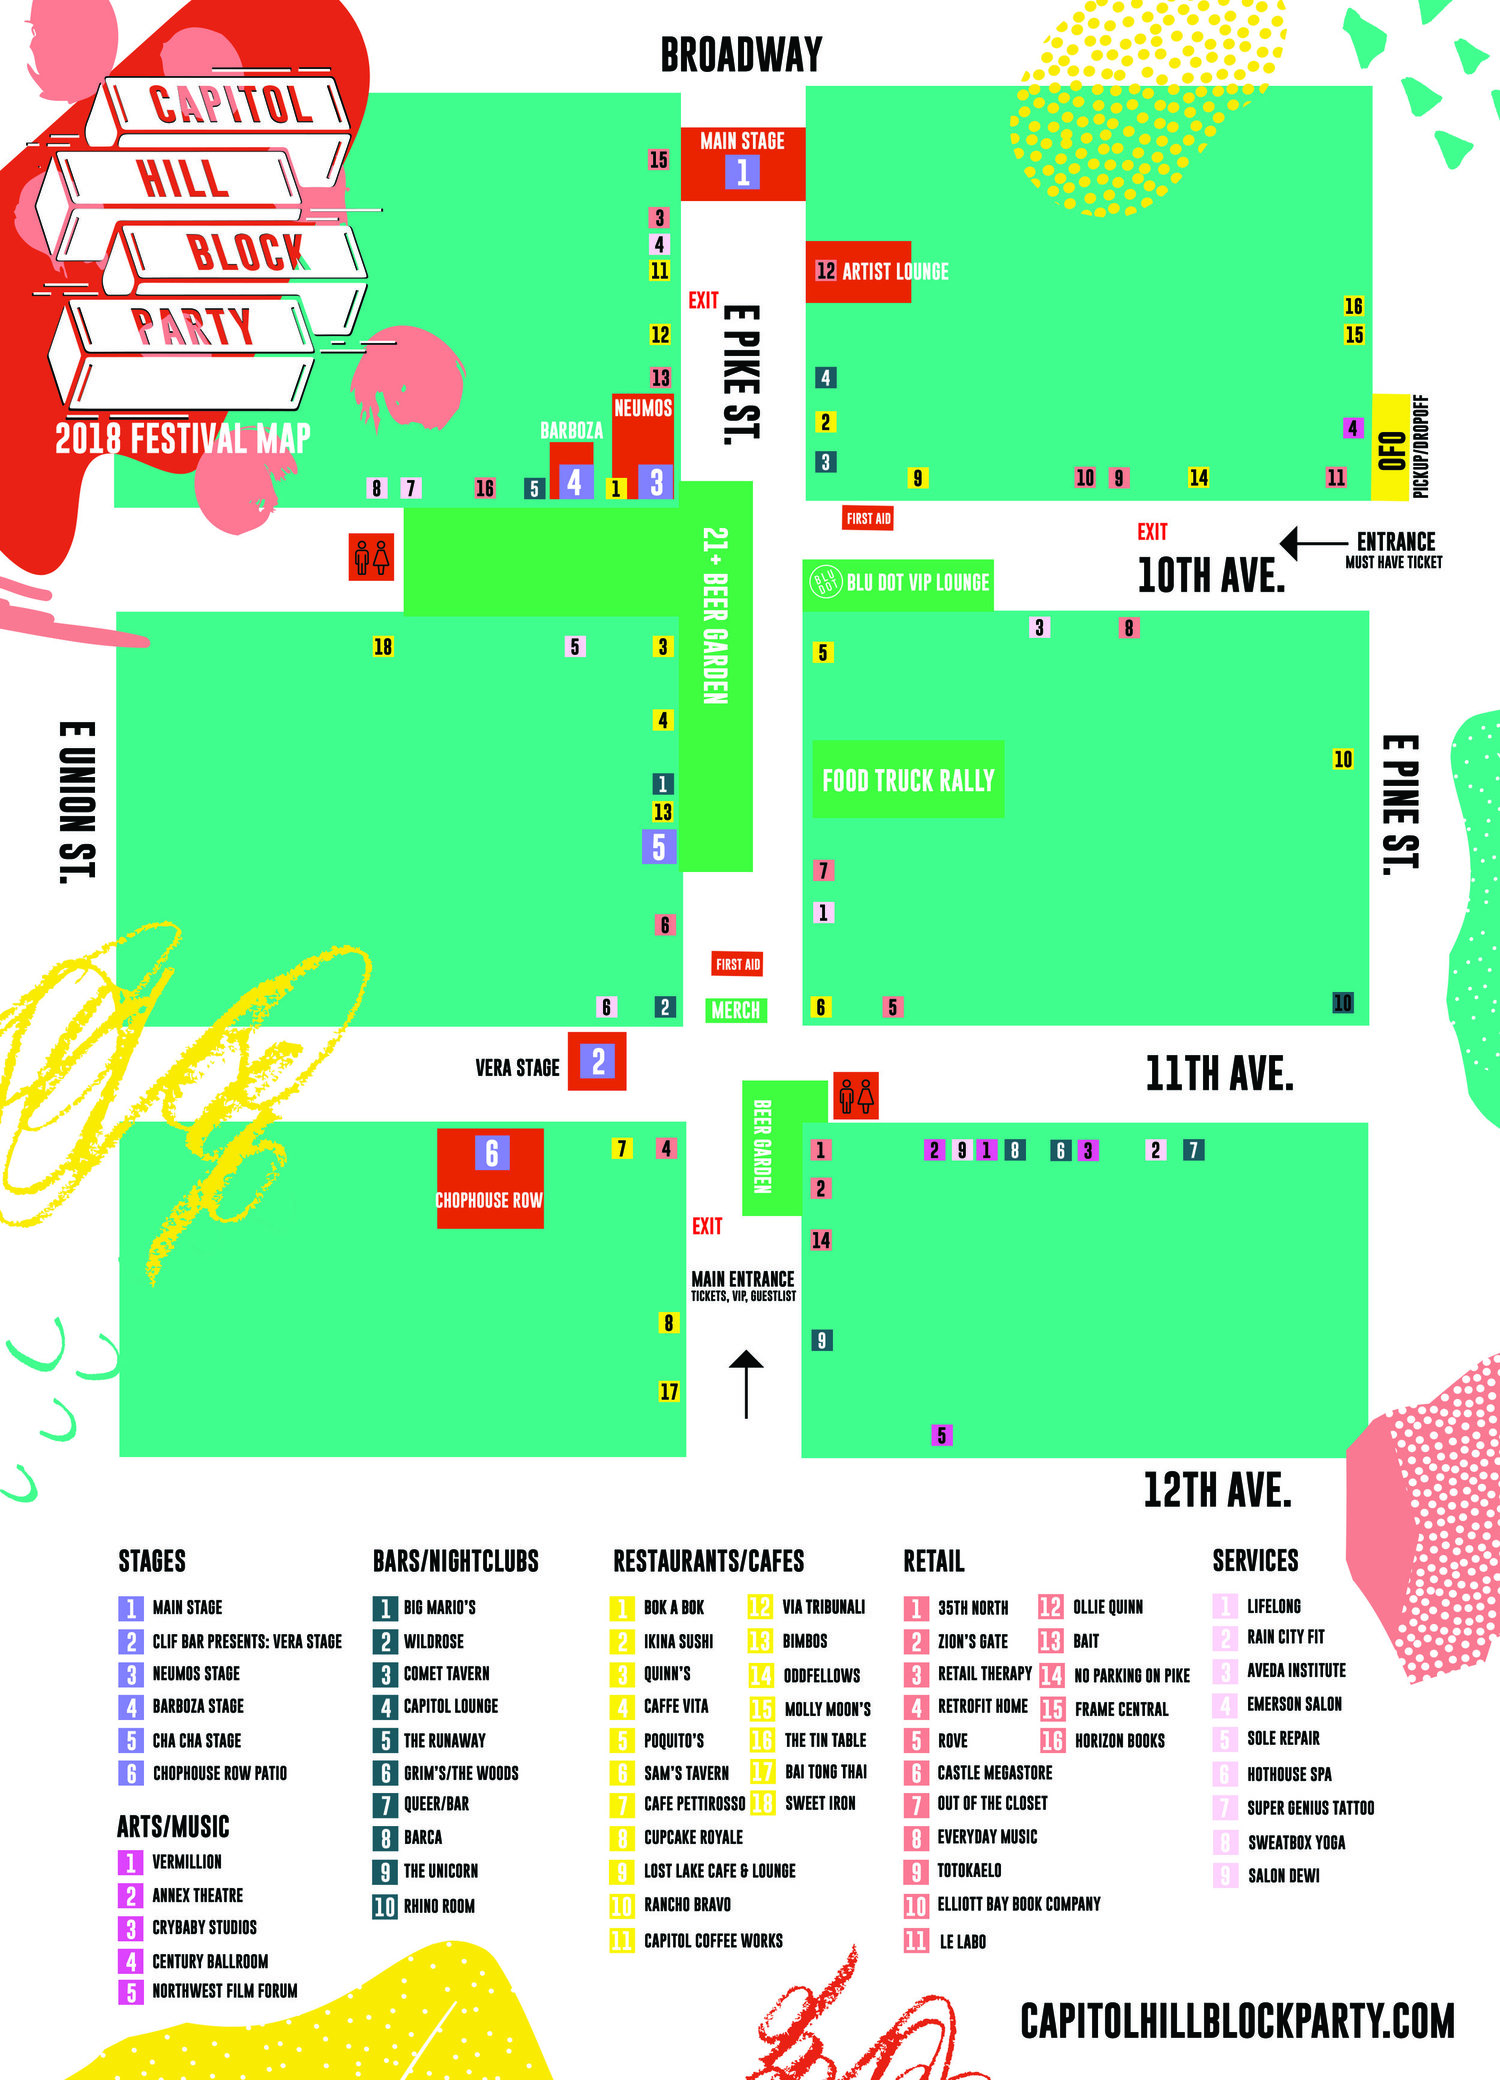 BROADWAY
CAPITOL
HILL
BLOCK
PARTY
2018 FESTIVAL MAP
MAIN STAGE
1
15
3
4
11
EXIT
12
13
NEUMOS
BARBOZA
8
7
16
5
4
1
3
E PIKE ST.
12 ARTIST LOUNGE
4
2
3
9
10
9
14
11
16
15
4
OFO
PICKUP/DROPOFF
FIRST AID
EXIT
ENTRANCE
MUST HAVE TICKET
10TH AVE.
21+ BEER GARDEN
BLU
DOT
BLU DOT VIP LOUNGE
18
5
3
4
1
13
5
6
6
2
E UNION ST.
5
3
8
FOOD TRUCK RALLY
10
7
1
6
5
10
E PINE ST.
FIRST AID
MERCH
VERA STAGE
2
11TH AVE.
BEER GARDEN
6
CHOPHOUSE ROW
7
4
8
17
EXIT
MAIN ENTRANCE
TICKETS, VIP, GUESTLIST
1
2
14
9
2
9
1
8
6
3
2
7
5
12TH AVE.
STAGES
1 MAIN STAGE
2 CLIF BAR PRESENTS: VERA STAGE
3 NEUMOS STAGE
4 BARBOZA STAGE
5 CHA CHA STAGE
6 CHOPHOUSE ROW PATIO
ARTS/MUSIC
1 VERMILLION
2 ANNEX THEATRE
3 CRYBABY STUDIOS
4 CENTURY BALLROOM
5 NORTHWEST FILM FORUM
BARS/NIGHTCLUBS
1 BIG MARIO'S
2 WILDROSE
3 COMET TAVERN
4 CAPITOL LOUNGE
5 THE RUNAWAY
6 GRIM'S/THE WOODS
7 QUEER/BAR
8 BARCA
9 THE UNICORN
10 RHINO ROOM
RESTAURANTS/CAFES
1 BOK A BOK
2 IKINA SUSHI
3 QUINN'S
4 CAFFE VITA
5 POQUITO'S
6 SAM'S TAVERN
7 CAFE PETTIROSSO
8 CUPCAKE ROYALE
9 LOST LAKE CAFE & LOUNGE
10 RANCHO BRAVO
11 CAPITOL COFFEE WORKS
12 VIA TRIBUNALI
13 BIMBOS
14 ODDFELLOWS
15 MOLLY MOON'S
16 THE TIN TABLE
17 BAI TONG THAI
18 SWEET IRON
RETAIL
1 35TH NORTH
2 ZION'S GATE
3 RETAIL THERAPY
4 RETROFIT HOME
5 ROVE
6 CASTLE MEGASTORE
7 OUT OF THE CLOSET
8 EVERYDAY MUSIC
9 TOTOKAELO
10 ELLIOTT BAY BOOK COMPANY
11 LE LABO
12 OLLIE QUINN
13 BAIT
14 NO PARKING ON PIKE
15 FRAME CENTRAL
16 HORIZON BOOKS
SERVICES
1 LIFELONG
2 RAIN CITY FIT
3 AVEDA INSTITUTE
4 EMERSON SALON
5 SOLE REPAIR
6 HOTHOUSE SPA
7 SUPER GENIUS TATTOO
8 SWEATBOX YOGA
9 SALON DEWI
CAPITOLHILLBLOCKPARTY.COM